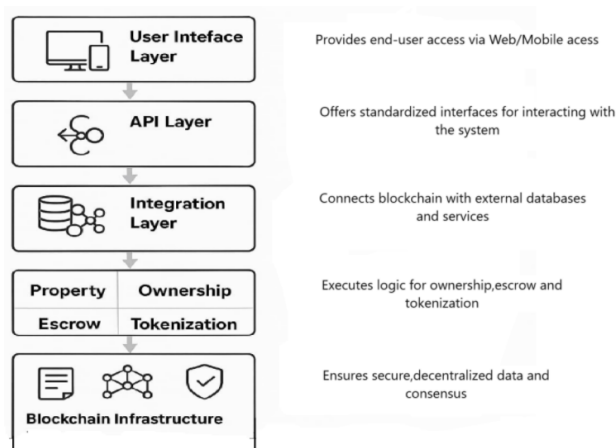 User Inteface
Layer
Provides end-user access via Web/Mobile acess
API Layer
Offers standardized interfaces for interacting with
the system
Integration
Layer
Connects blockchain with external databases
and services
Property Ownership
Escrow Tokenization
Executes logic for ownership,escrow and
tokenization
Blockchain Infrastructure
Ensures secure,decentralized data and
consensus